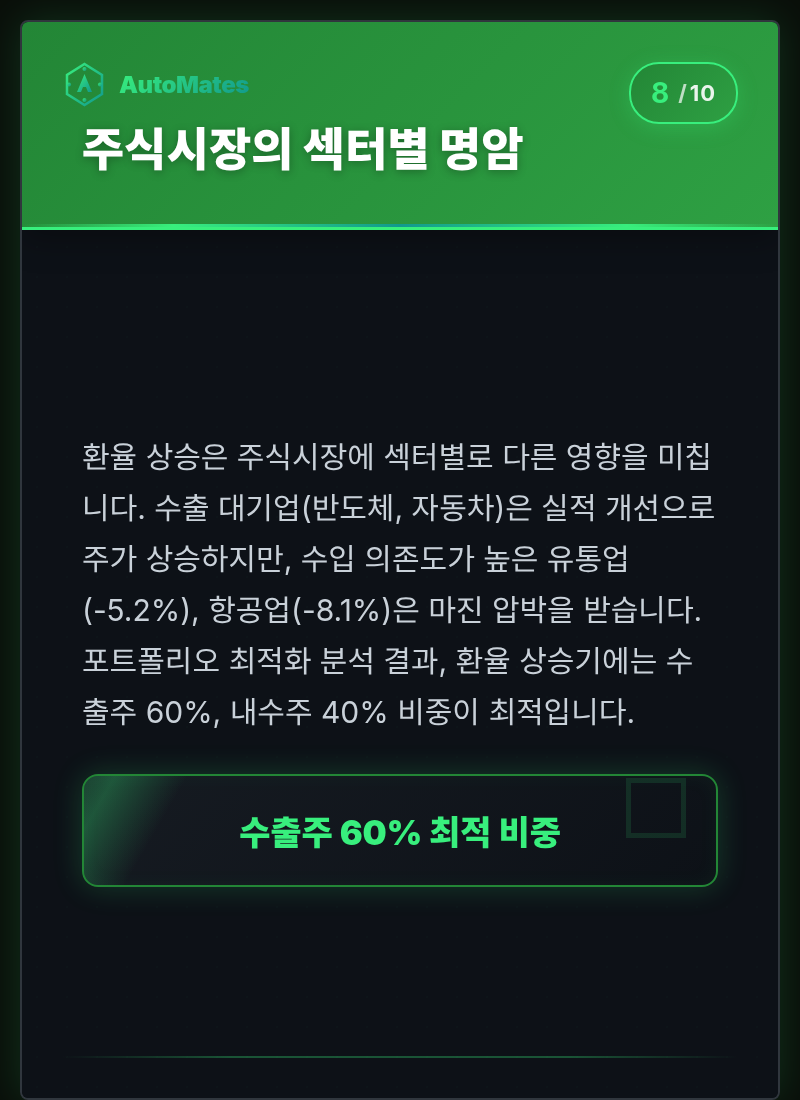 AutoMates
8 /10
주식시장의 섹터별 명암
환율 상승은 주식시장에 섹터별로 다른 영향을 미칩
니다. 수출 대기업(반도체, 자동차)은 실적 개선으로
주가 상승하지만, 수입 의존도가 높은 유통업
(-5.2%), 항공업(-8.1%)은 마진 압박을 받습니다.
포트폴리오 최적화 분석 결과, 환율 상승기에는 수
출주 60%, 내수주 40% 비중이 최적입니다.
수출주 60% 최적 비중